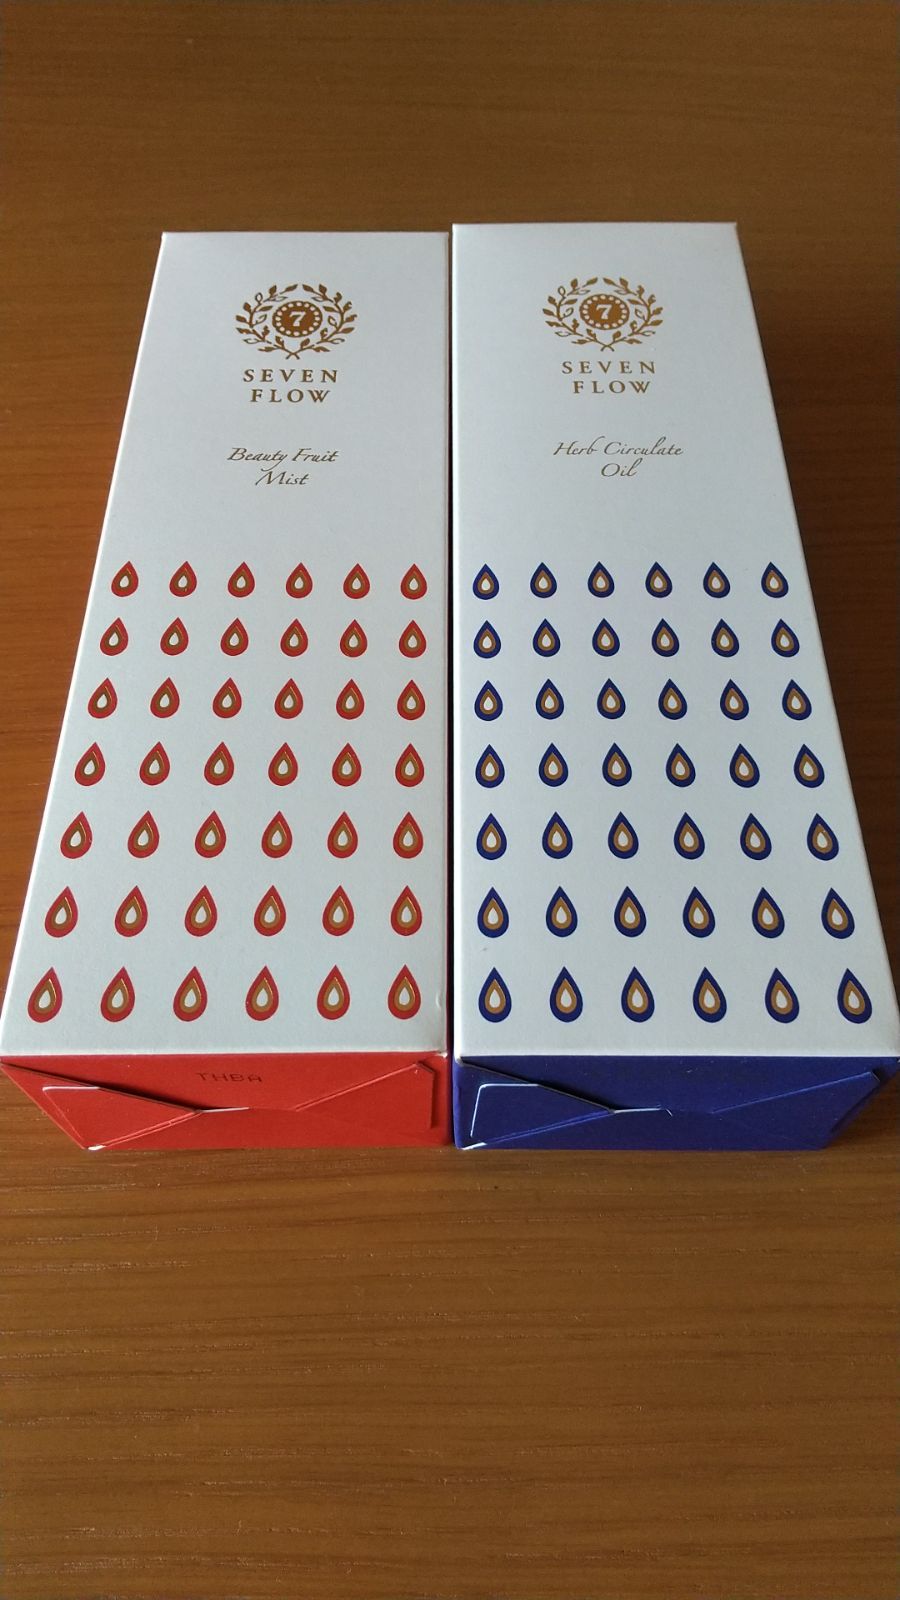 7
SEVEN
FLOW
Beauty Fruit
Mist
THBA
7
SEVEN
FLOW
Herb Circulate
Oil